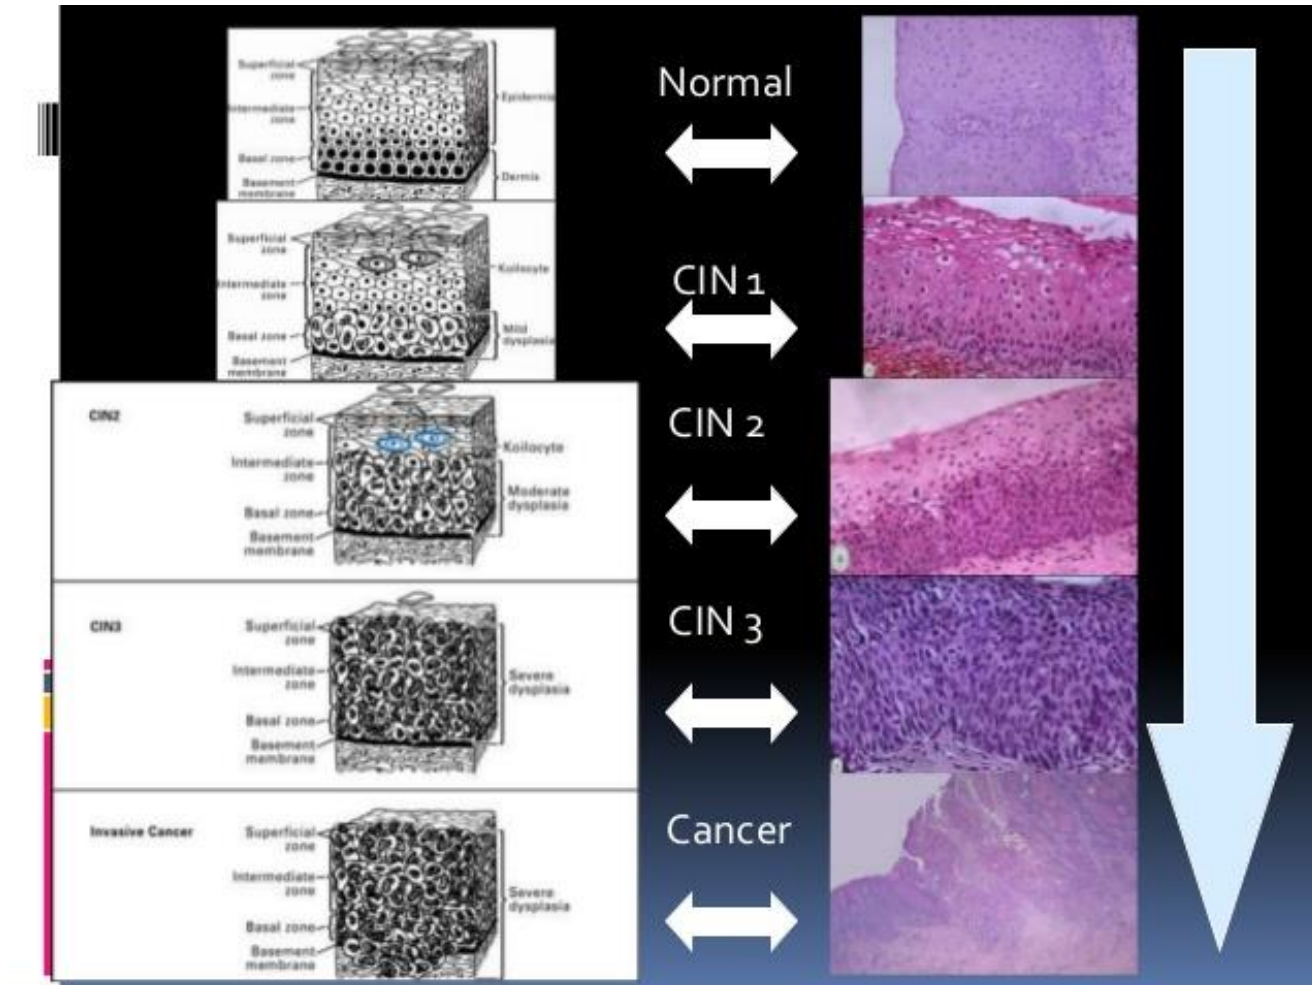 Superficial
zone
Intermediate
zone
Basal zone
Basement
membrane
Epidermis
Dermis
Normal
Superficial
zone
Intermediate
zone
Basal zone
Basement
membrane
Koilocyte
Mild
dysplasia
CIN 1
CIN2
Superficial
zone
Intermediate
zone
Basal zone
Basement
membrane
Koilocyte
Moderate
dysplasia
CIN 2
CIN3
Superficial
zone
Intermediate
zone
Basal zone
Basement
membrane
Severe
dysplasia
CIN 3
Invasive Cancer
Superficial
zone
Intermediate
zone
Basal zone
Basement
membrane
Severe
dysplasia
Cancer